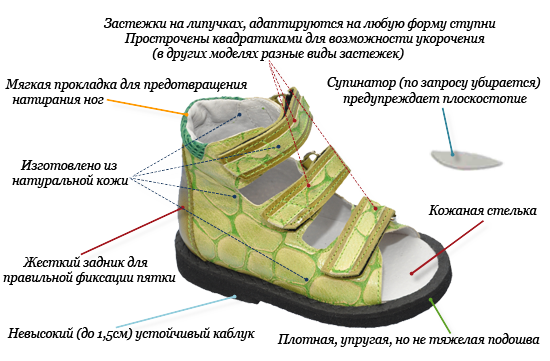 Застежки на липучках, адаптируются на любую форму ступни
Прострочены квадратиками для возможности укорочения
(в других моделях разные виды застежек)
Мягкая прокладка для предотвращения
натирания ног
Супинатор (по запросу убирается)
предупреждает плоскостопие
Изготовлено из
натуральной кожи
Кожаная стелька
Жесткий задник для
правильной фиксации пятки
Невысокий (до 1,5см) устойчивый каблук
Плотная, упругая, но не тяжелая подошва